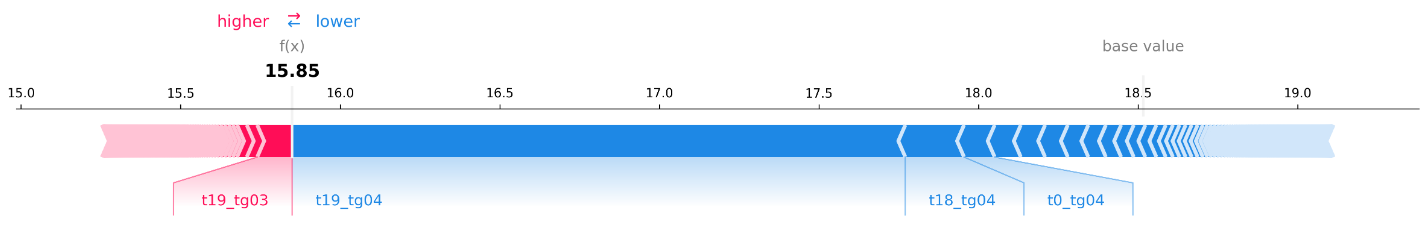 higher ⇄ lower
f(x) base value
15.85
15.0 15.5 16.0 16.5 17.0 17.5 18.0 18.5 19.0
t19_tg03 t19_tg04 t18_tg04 t0_tg04